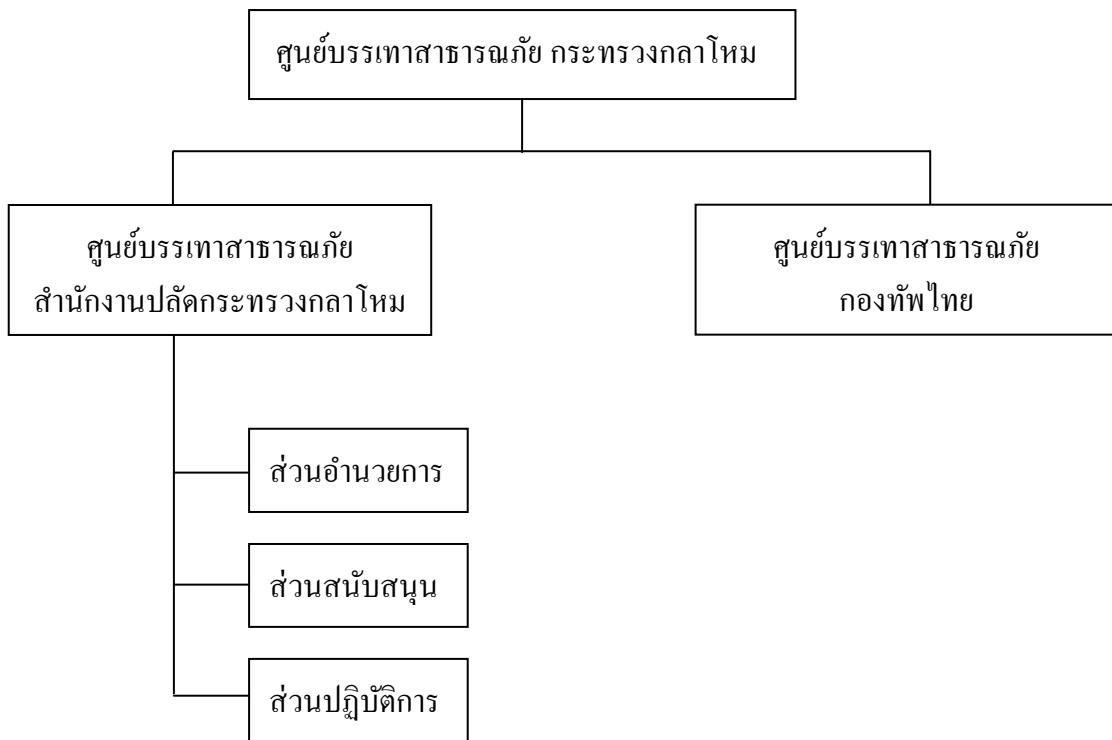 ศูนย์บรรเทาสาธารณภัย กระทรวงกลาโหม
ศูนย์บรรเทาสาธารณภัย
สำนักงานปลัดกระทรวงกลาโหม
ศูนย์บรรเทาสาธารณภัย
กองทัพไทย
ส่วนอำนวยการ
ส่วนสนับสนุน
ส่วนปฏิบัติการ